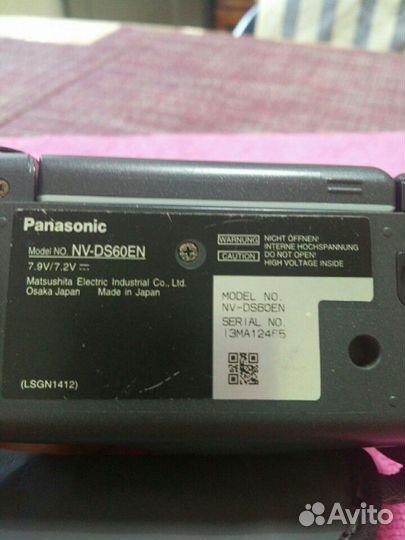 Panasonic
Model NO. NV-DS60EN
7.9V/7.2V
Matsushita Electric Industrial Co., Ltd.
Osaka Japan Made in Japan
(LSGN1412)
WARNING NICHT ÖFFNEN!
INTERNE HOCHSPANNUNG
CAUTION DO NOT OPEN!
HIGH VOLTAGE INSIDE
MODEL NO.
NV-DS60EN
SERIAL NO.
Avito